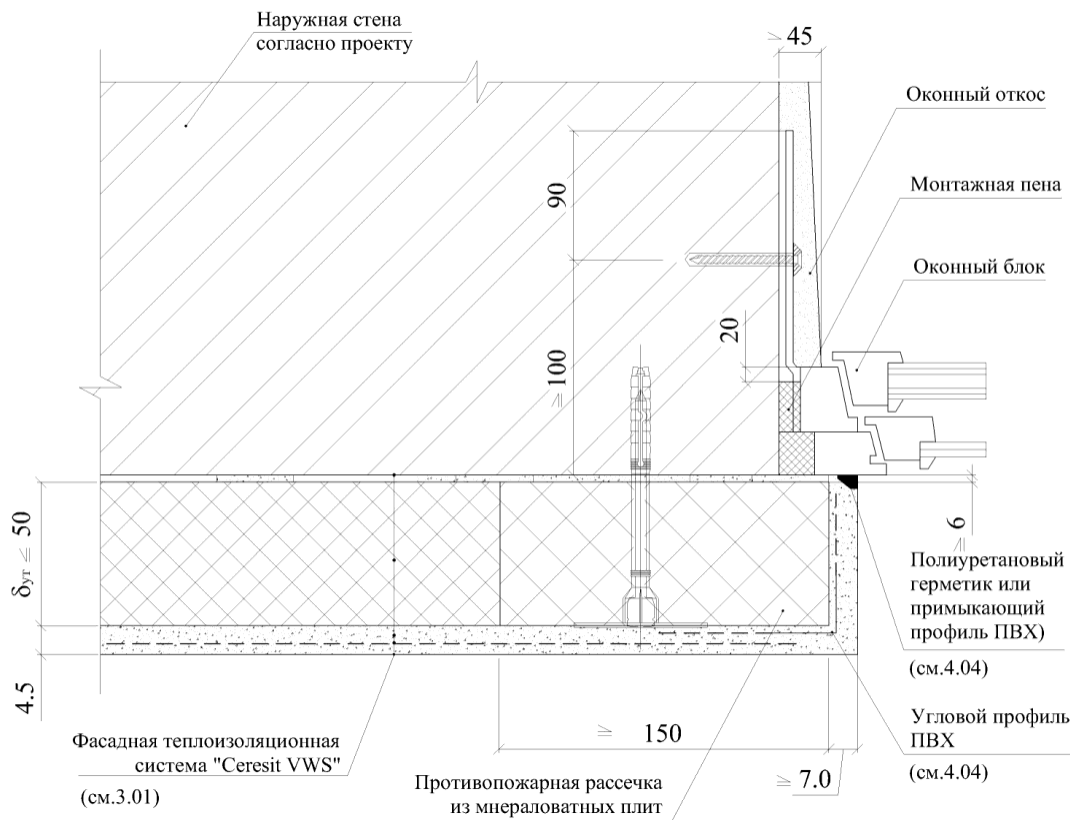 Наружная стена
согласно проекту
≥ 45
Оконный откос
90
Монтажная пена
Оконный блок
20
≥100
δут ≤ 50
≤ 6
Полиуретановый
герметик или
примыкающий
профиль ПВХ)
(см.4.04)
4.5
Угловой профиль
ПВХ
(см.4.04)
≥ 150
Фасадная теплоизоляционная
система "Ceresit VWS"
(см.3.01)
≥ 7.0
Противопожарная рассечка
из мнераловатных плит